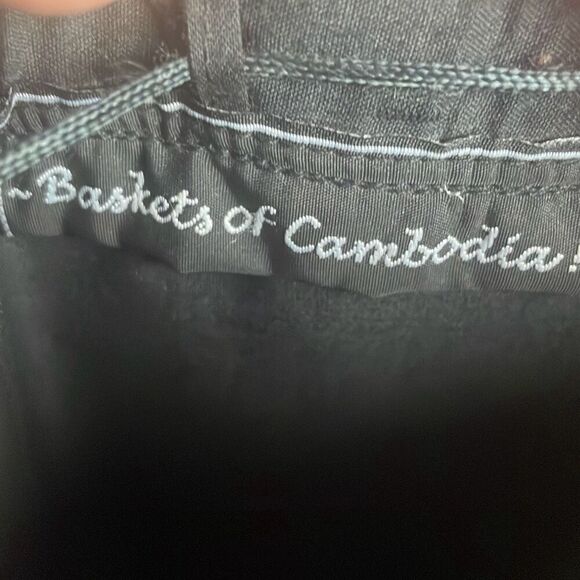 ~ Baskets of Cambodia ~